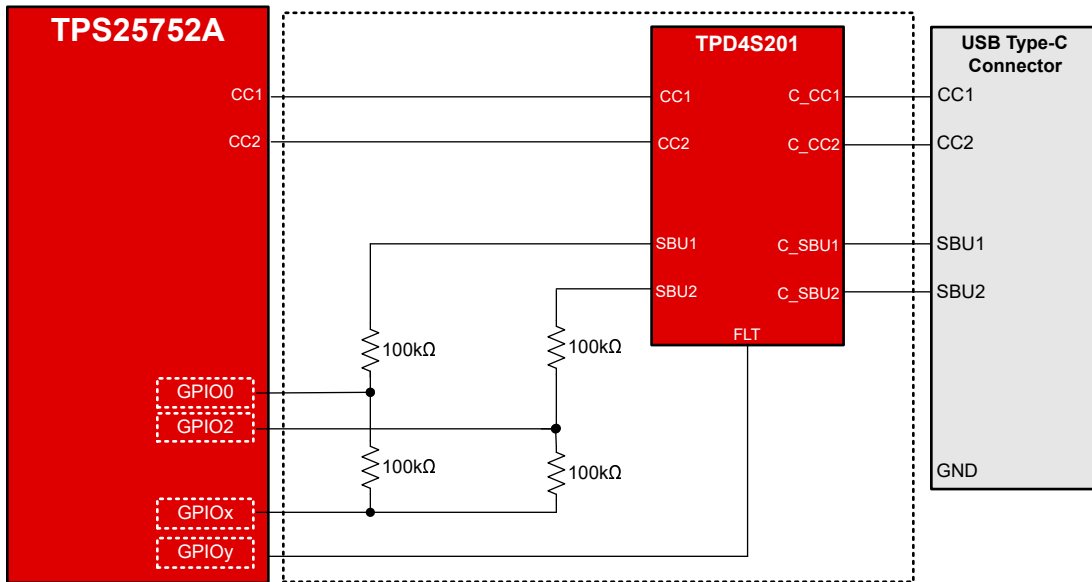 TPS25752A
CC1
CC2
GPIO0
GPIO2
GPIOx
GPIOy
100kΩ
100kΩ
100kΩ
100kΩ
TPD4S201
CC1
C_CC1
CC2
C_CC2
SBU1
C_SBU1
SBU2
C_SBU2
FLT
USB Type-C
Connector
CC1
CC2
SBU1
SBU2
GND